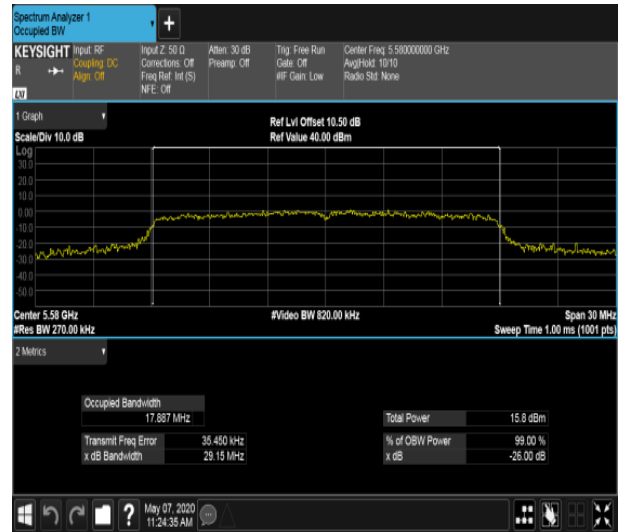 Spectrum Analyzer 1
Occupied BW
+
KEYSIGHT
R
LXI
Input: RF
Coupling: DC
Align: Off
Input Z: 50 Ω
Corrections: Off
Freq Ref: Int (S)
NFE: Off
Atten: 30 dB
Preamp: Off
Trig: Free Run
Gate: Off
#IF Gain: Low
Center Freq: 5.580000000 GHz
Avg|Hold: 10/10
Radio Std: None
1 Graph
Scale/Div 10.0 dB
Ref Lvl Offset 10.50 dB
Ref Value 40.00 dBm
Log
30.0
20.0
10.0
0.00
-10.0
-20.0
-30.0
-40.0
-50.0
Center 5.58 GHz
#Res BW 270.00 kHz
#Video BW 820.00 kHz
Span 30 MHz
Sweep Time 1.00 ms (1001 pts)
2 Metrics
Occupied Bandwidth
17.887 MHz
Total Power 15.8 dBm
Transmit Freq Error 35.450 kHz
% of OBW Power 99.00 %
x dB Bandwidth 29.15 MHz
x dB -26.00 dB
?
May 07, 2020
11:24:35 AM